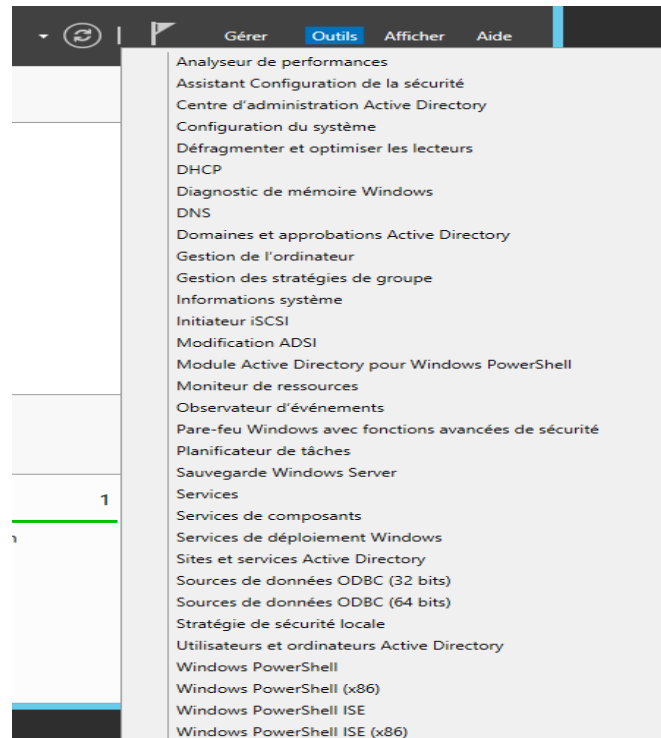 Gérer Outils Afficher Aide
Analyseur de performances
Assistant Configuration de la sécurité
Centre d'administration Active Directory
Configuration du système
Défragmenter et optimiser les lecteurs
DHCP
Diagnostic de mémoire Windows
DNS
Domaines et approbations Active Directory
Gestion de l'ordinateur
Gestion des stratégies de groupe
Informations système
Initiateur iSCSI
Modification ADSI
Module Active Directory pour Windows PowerShell
Moniteur de ressources
Observateur d'événements
Pare-feu Windows avec fonctions avancées de sécurité
Planificateur de tâches
Sauvegarde Windows Server
1
Services
Services de composants
Services de déploiement Windows
Sites et services Active Directory
Sources de données ODBC (32 bits)
Sources de données ODBC (64 bits)
Stratégie de sécurité locale
Utilisateurs et ordinateurs Active Directory
Windows PowerShell
Windows PowerShell (x86)
Windows PowerShell ISE
Windows PowerShell ISE (x86)